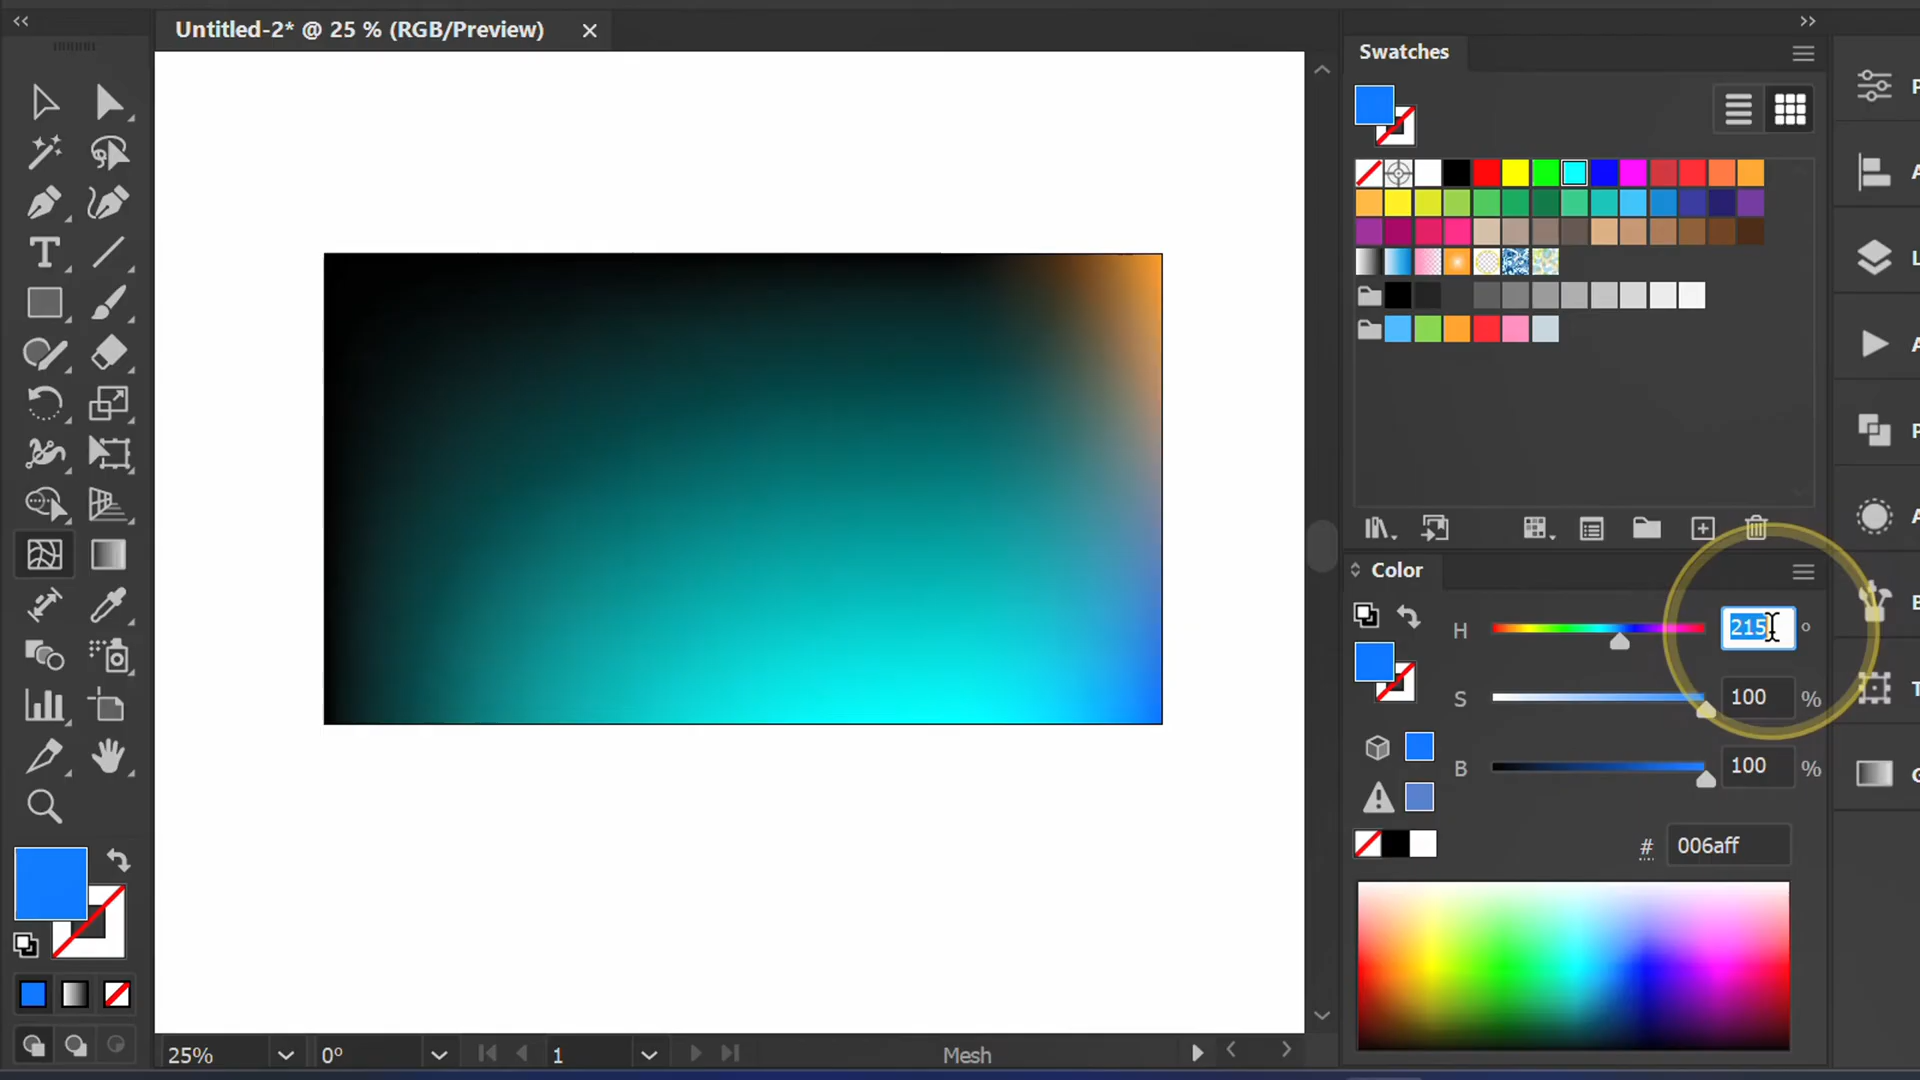 Untitled-2* @ 25 % (RGB/Preview)
Swatches
P
A
L
A
P
A
Color
B
H 215 °
S 100 %
T
B 100 %
G
# 006aff
25% 0° 1 Mesh